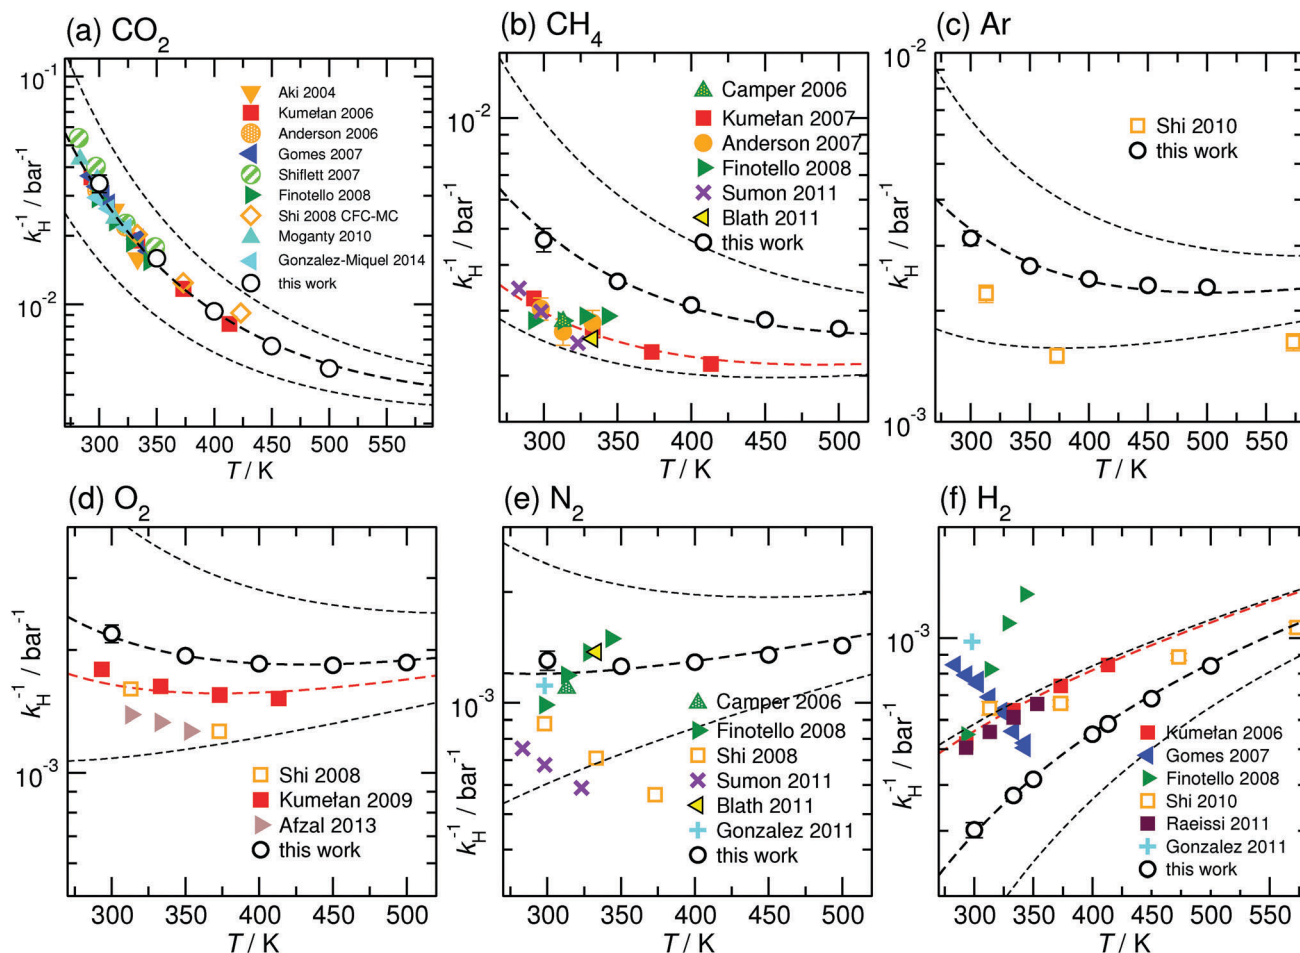 (a) CO2
10^-1
10^-2
kH^-1 / bar^-1
Aki 2004
Kumełan 2006
Anderson 2006
Gomes 2007
Shiflett 2007
Finotello 2008
Shi 2008 CFC-MC
Moganty 2010
Gonzalez-Miquel 2014
this work
300 350 400 450 500 550
T / K
(b) CH4
10^-2
kH^-1 / bar^-1
Camper 2006
Kumełan 2007
Anderson 2007
Finotello 2008
Sumon 2011
Blath 2011
this work
300 350 400 450 500
T / K
(c) Ar
10^-2
10^-3
kH^-1 / bar^-1
Shi 2010
this work
300 350 400 450 500 550
T / K
(d) O2
10^-3
kH^-1 / bar^-1
Shi 2008
Kumełan 2009
Afzal 2013
this work
300 350 400 450 500
T / K
(e) N2
10^-3
kH^-1 / bar^-1
Camper 2006
Finotello 2008
Shi 2008
Sumon 2011
Blath 2011
Gonzalez 2011
this work
300 350 400 450 500
T / K
(f) H2
10^-3
kH^-1 / bar^-1
Kumełan 2006
Gomes 2007
Finotello 2008
Shi 2010
Raeissi 2011
Gonzalez 2011
this work
300 350 400 450 500 550
T / K